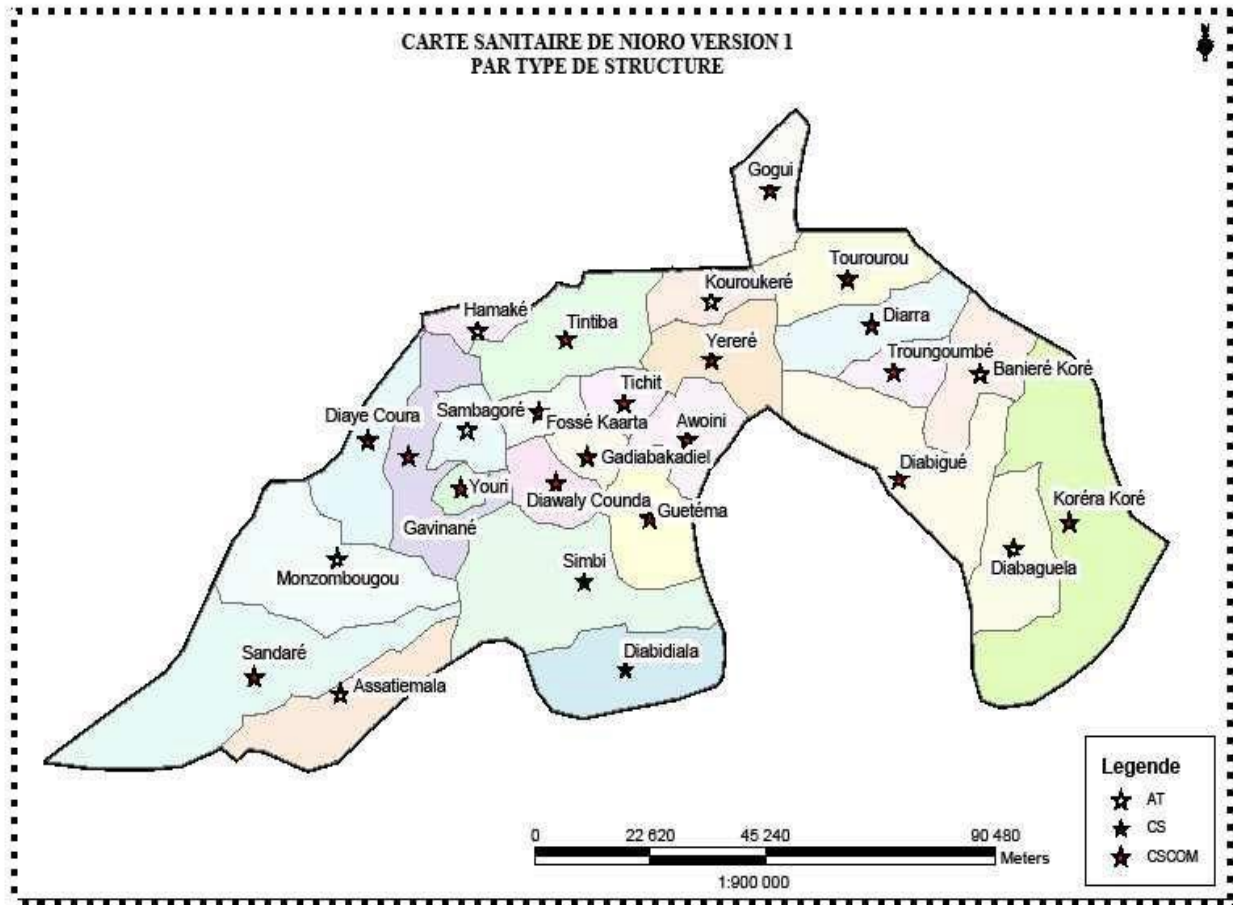 CARTE SANITAIRE DE NIORO VERSION 1
PAR TYPE DE STRUCTURE
Gogui
Tourourou
Kouroukeré
Hamaké
Tintiba
Diarra
Yereré
Troungoumbé
Banieré Koré
Tichit
Diaye Coura
Sambagoré
Fossé Kaarta
Awoini
Gadiabakadiel
Diabigué
Youri
Diawaly Counda
Koréra Koré
Guetéma
Gavinané
Simbi
Diabaguela
Monzombougou
Sandaré
Diabidiala
Assatiemala
Legende
AT
CS
CSCOM
0 22 620 45 240 90 480
Meters
1:900 000